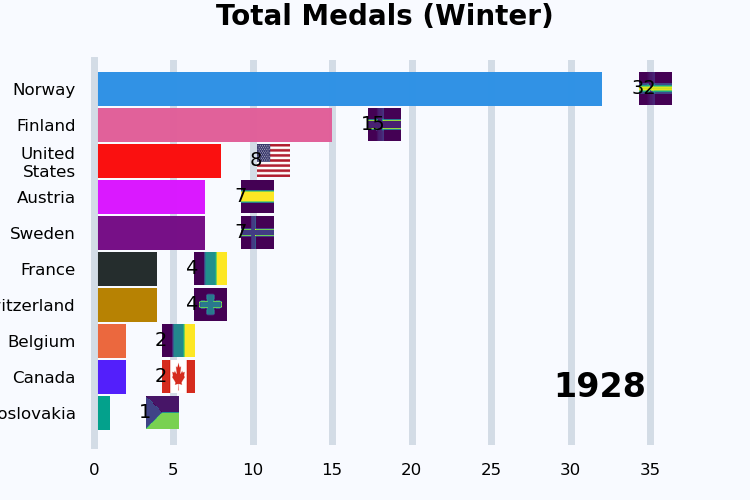 Total Medals (Winter)
Norway 32
Finland 15
United
States 8
Austria 7
Sweden 7
France 4
itzerland 4
Belgium 2
Canada 2
oslovakia 1
1928
0 5 10 15 20 25 30 35